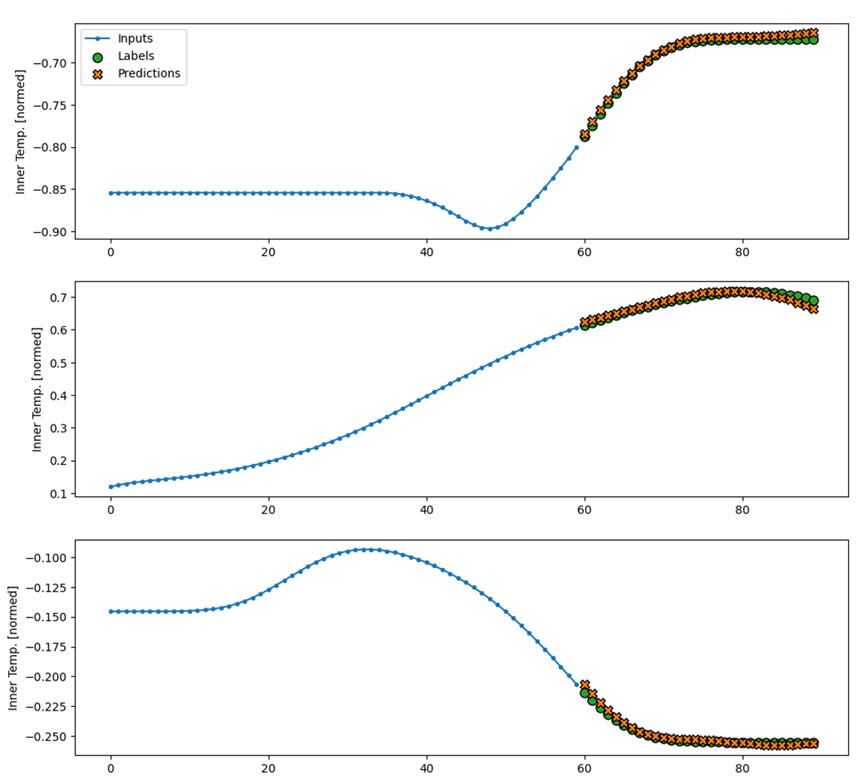 Inputs
Labels
Predictions
Inner Temp. [normed]
−0.70
−0.75
−0.80
−0.85
−0.90
0 20 40 60 80
Inner Temp. [normed]
0.7
0.6
0.5
0.4
0.3
0.2
0.1
0 20 40 60 80
Inner Temp. [normed]
−0.100
−0.125
−0.150
−0.175
−0.200
−0.225
−0.250
0 20 40 60 80